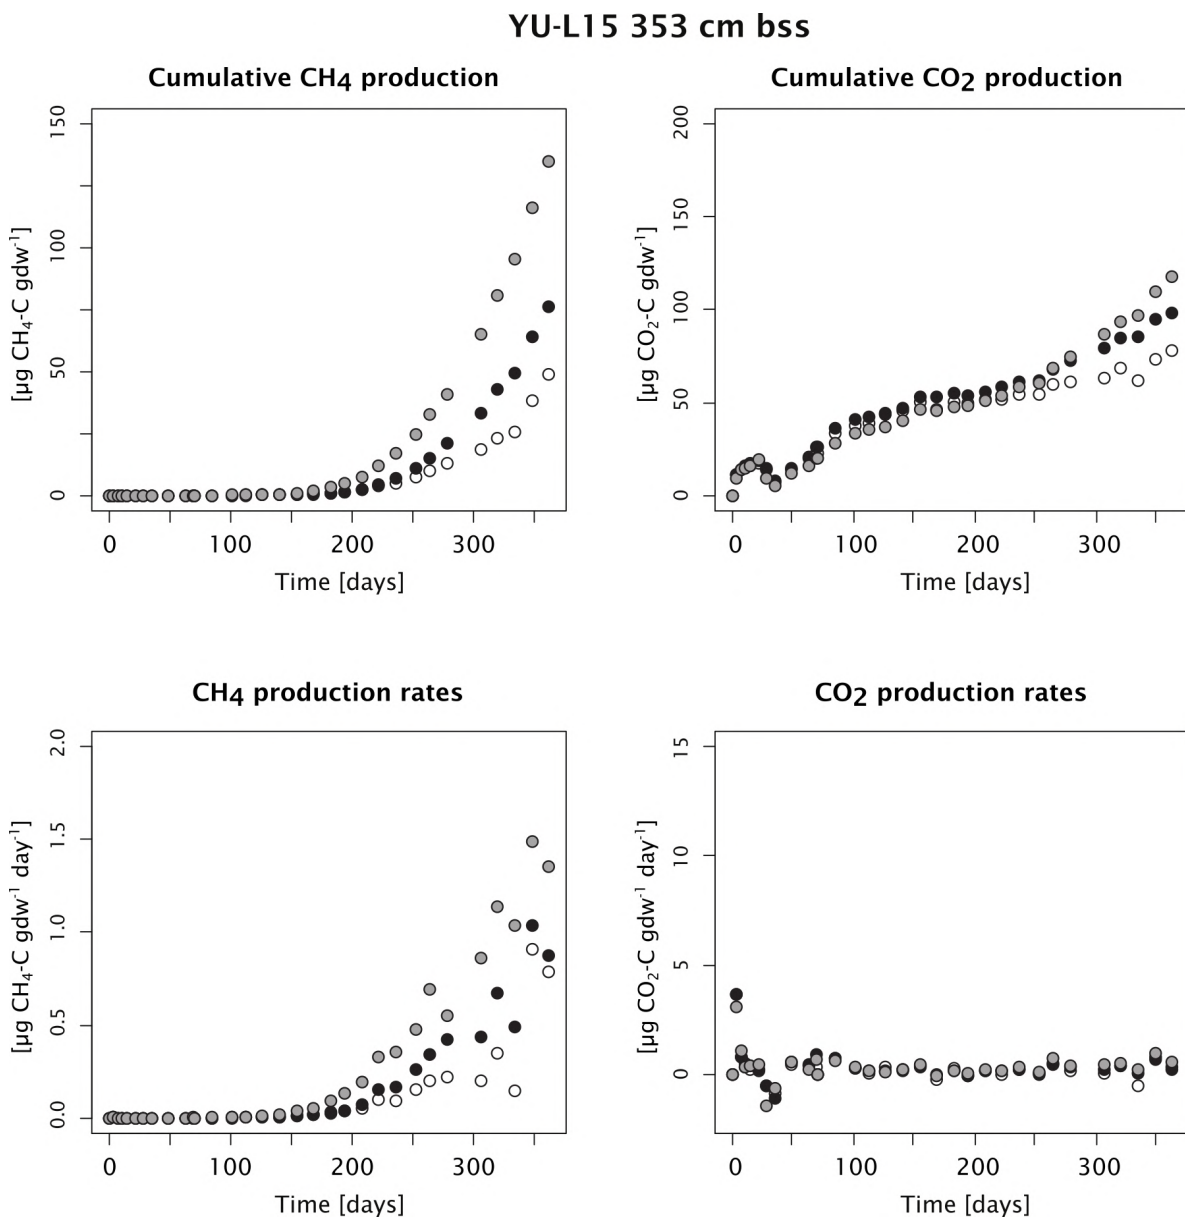 YU-L15 353 cm bss
Cumulative CH4 production
[µg CH₄-C gdw⁻¹]
150
100
50
0
0 100 200 300
Time [days]
Cumulative CO2 production
[µg CO₂-C gdw⁻¹]
200
150
100
50
0
0 100 200 300
Time [days]
CH4 production rates
[µg CH₄-C gdw⁻¹ day⁻¹]
2.0
1.5
1.0
0.5
0.0
0 100 200 300
Time [days]
CO2 production rates
[µg CO₂-C gdw⁻¹ day⁻¹]
15
10
5
0
0 100 200 300
Time [days]